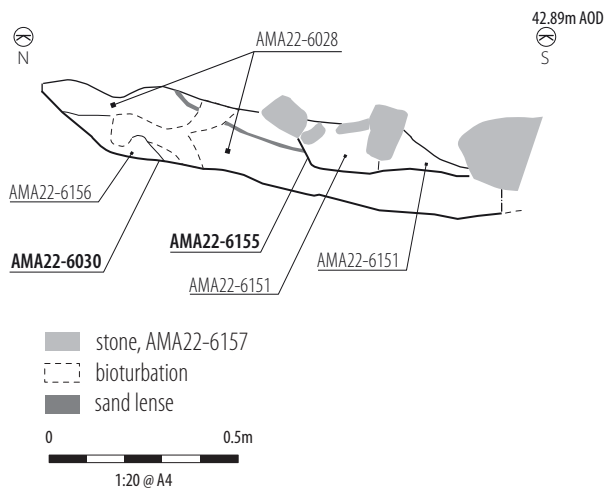 42.89m AOD
N
S
AMA22-6028
AMA22-6156
AMA22-6155
AMA22-6030
AMA22-6151
AMA22-6151
stone, AMA22-6157
bioturbation
sand lense
0 0.5m
1:20 @ A4